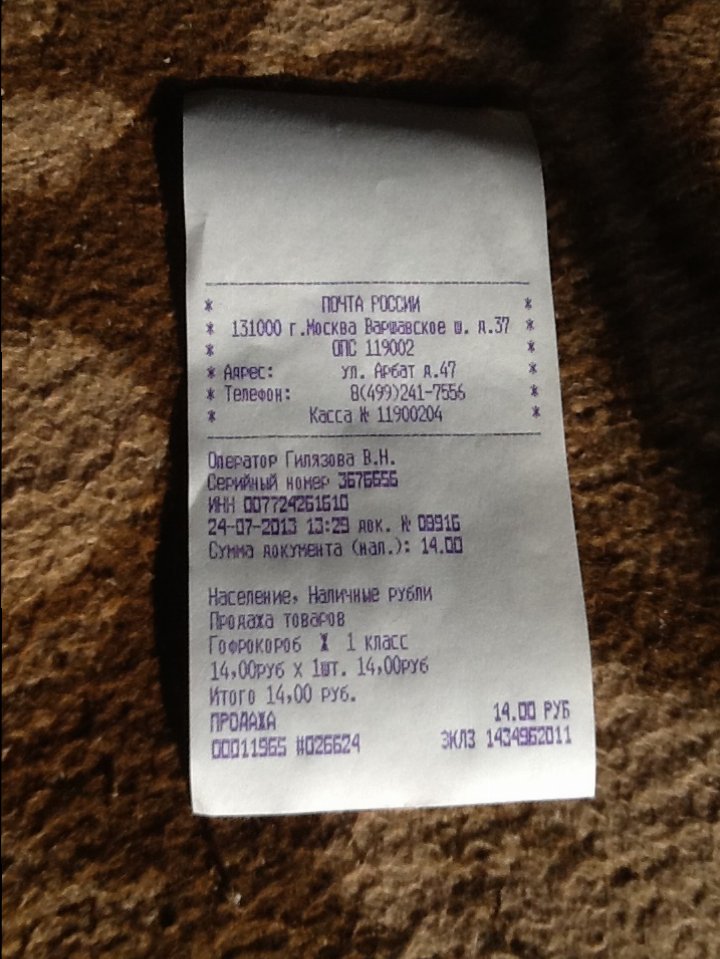 * ПОЧТА РОССИИ *
* 131000 г.Москва Варшавское ш. д.37 *
* ОПС 119002 *
* Адрес: ул. Арбат д.47 *
* Телефон: 8(499)241-7556 *
* Касса № 11900204 *
Оператор Гилязова В.Н.
Серийный номер 3676656
ИНН 007724261610
24-07-2013 13:29 док. № 08916
Сумма документа (нал.): 14.00
Население, Наличные рубли
Продажа товаров
Гофрокороб 1 класс
14,00руб x 1шт. 14,00руб
Итого 14,00 руб.
ПРОДАЖА 14.00 РУБ
00011965 #026624 ЭКЛЗ 1434962011